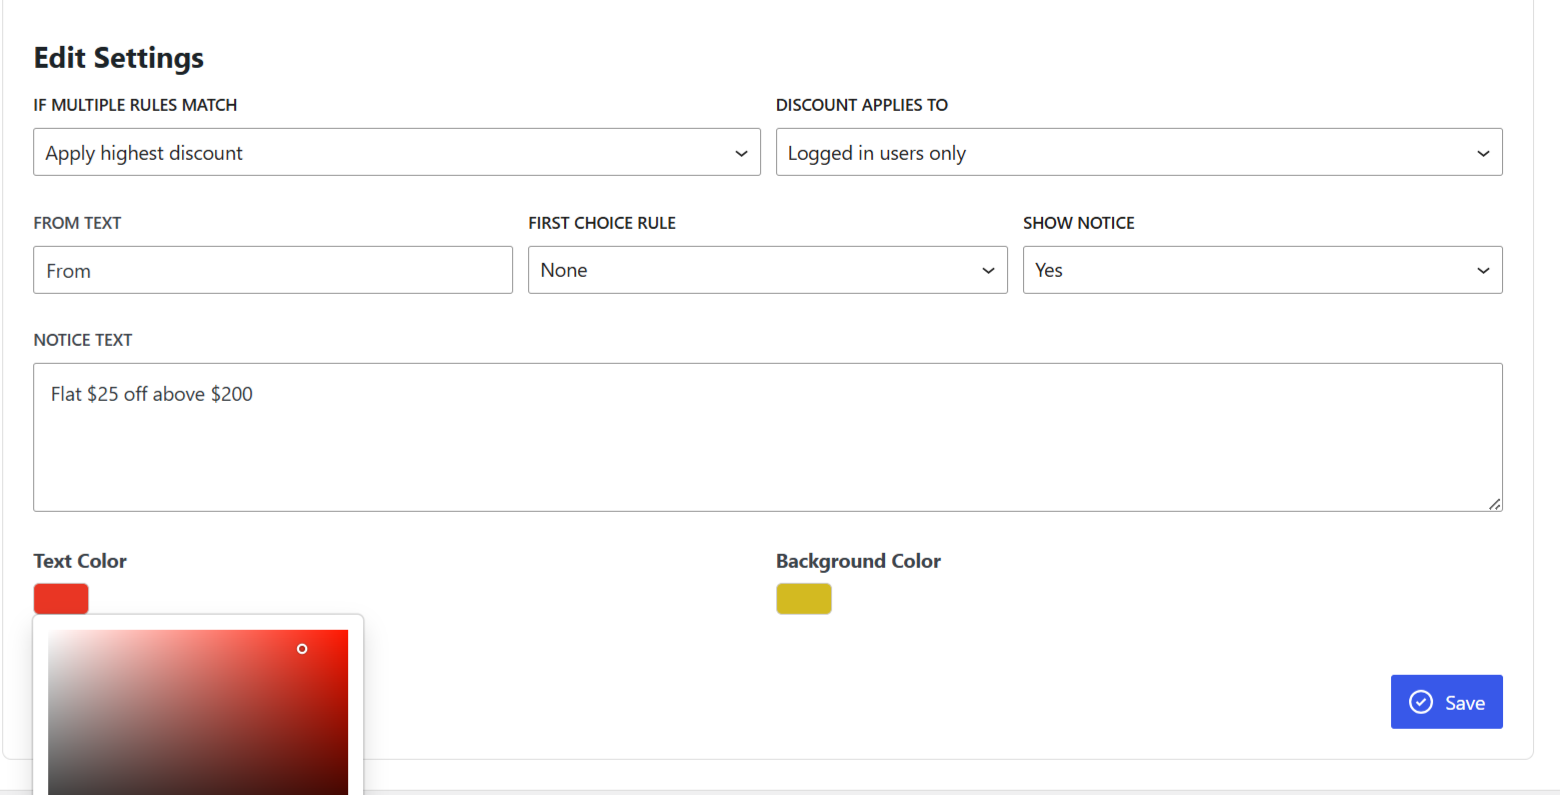 Edit Settings
IF MULTIPLE RULES MATCH
DISCOUNT APPLIES TO
Apply highest discount
Logged in users only
FROM TEXT
FIRST CHOICE RULE
SHOW NOTICE
From
None
Yes
NOTICE TEXT
Flat $25 off above $200
Text Color
Background Color
Save